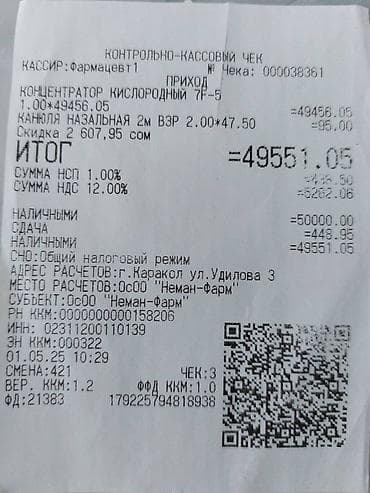 КОНТРОЛЬНО-КАССОВЫЙ ЧЕК
КАССИР:Фармацевт1 № Чека: 000038361
ПРИХОД
КОНЦЕНТРАТОР КИСЛОРОДНЫЙ 7F-5
1.00*49456.05 =49456.05
КАНЮЛЯ НАЗАЛЬНАЯ 2м ВЗР 2.00*47.50 =95.00
Скидка 2 607,95 сом
ИТОГ =49551.05
СУММА НСП 1.00%
СУММА НДС 12.00% =5262.06
НАЛИЧНЫМИ =50000.00
СДАЧА =448.95
НАЛИЧНЫМИ =49551.05
СНО:Общий налоговый режим
АДРЕС РАСЧЕТОВ:г.Каракол ул.Удилова 3
МЕСТО РАСЧЕТОВ:ОсОО "Неман-Фарм"
СУБЪЕКТ:ОсОО "Неман-Фарм"
РН ККМ:0000000000158206
ИНН: 02311200110139
ЗН ККМ:000322
01.05.25 10:29
СМЕНА:421 ЧЕК:3
ВЕР. ККМ:1.2 ФФД ККМ:1.0
ФД:21383 179225794818938